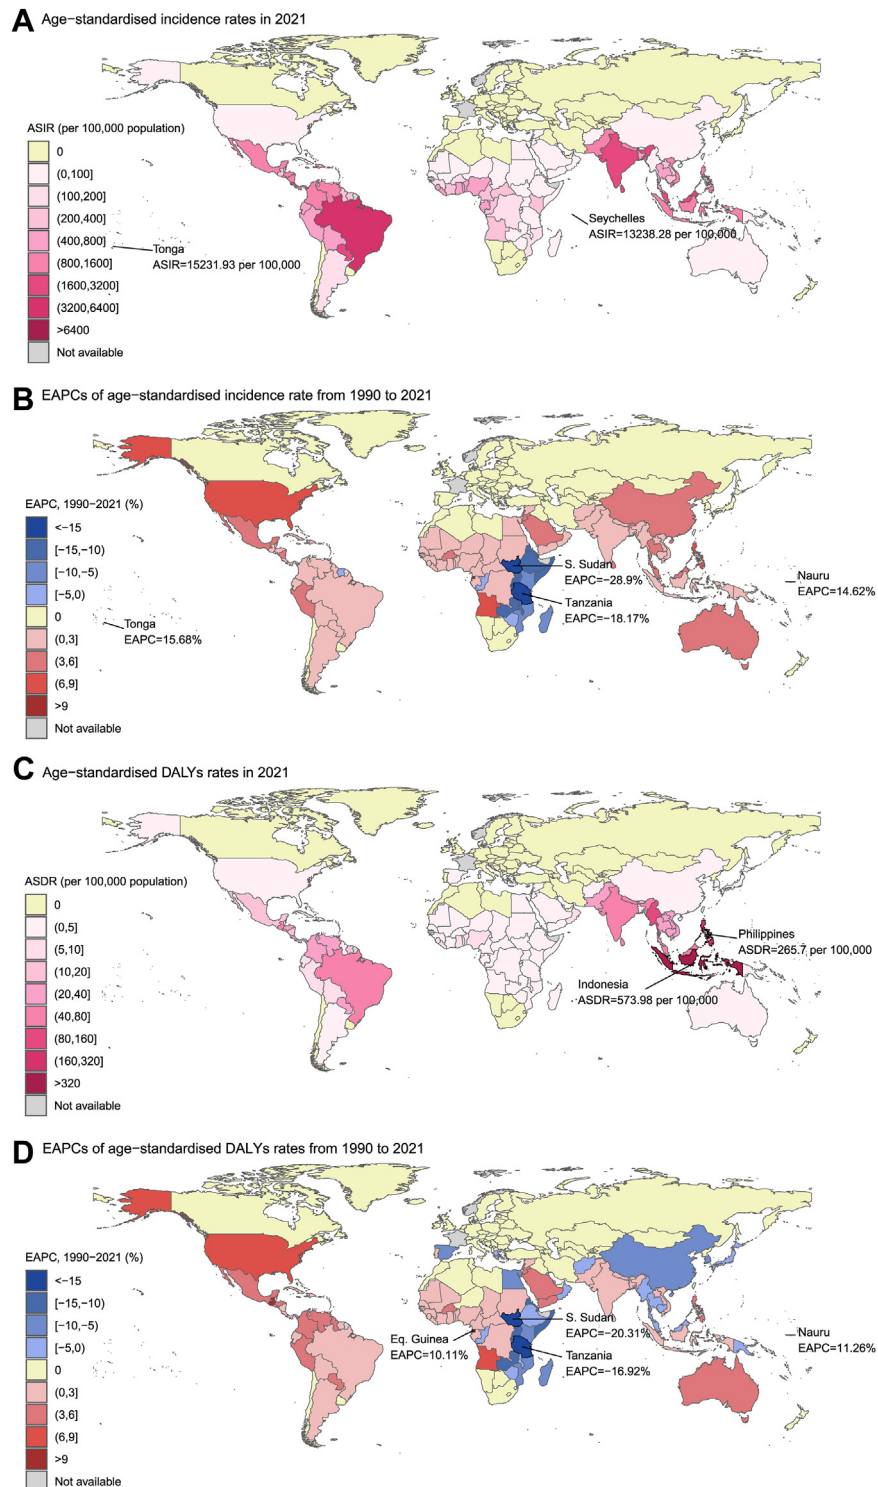 A Age-standardised incidence rates in 2021
ASIR (per 100,000 population)
0
(0,100]
(100,200]
(200,400]
(400,800]
(800,1600]
(1600,3200]
(3200,6400]
>6400
Not available
Tonga
ASIR=15231.93 per 100,000
Seychelles
ASIR=13238.28 per 100,000
B EAPCs of age-standardised incidence rate from 1990 to 2021
EAPC, 1990-2021 (%)
<-15
[-15,-10)
[-10,-5)
[-5,0)
0
(0,3]
(3,6]
(6,9]
>9
Not available
Tonga
EAPC=15.68%
S. Sudan
EAPC=-28.9%
Tanzania
EAPC=-18.17%
Nauru
EAPC=14.62%
C Age-standardised DALYs rates in 2021
ASDR (per 100,000 population)
0
(0,5]
(5,10]
(10,20]
(20,40]
(40,80]
(80,160]
(160,320]
>320
Not available
Philippines
ASDR=265.7 per 100,000
Indonesia
ASDR=573.98 per 100,000
D EAPCs of age-standardised DALYs rates from 1990 to 2021
EAPC, 1990-2021 (%)
<-15
[-15,-10)
[-10,-5)
[-5,0)
0
(0,3]
(3,6]
(6,9]
>9
Not available
Eq. Guinea
EAPC=10.11%
S. Sudan
EAPC=-20.31%
Tanzania
EAPC=-16.92%
Nauru
EAPC=11.26%